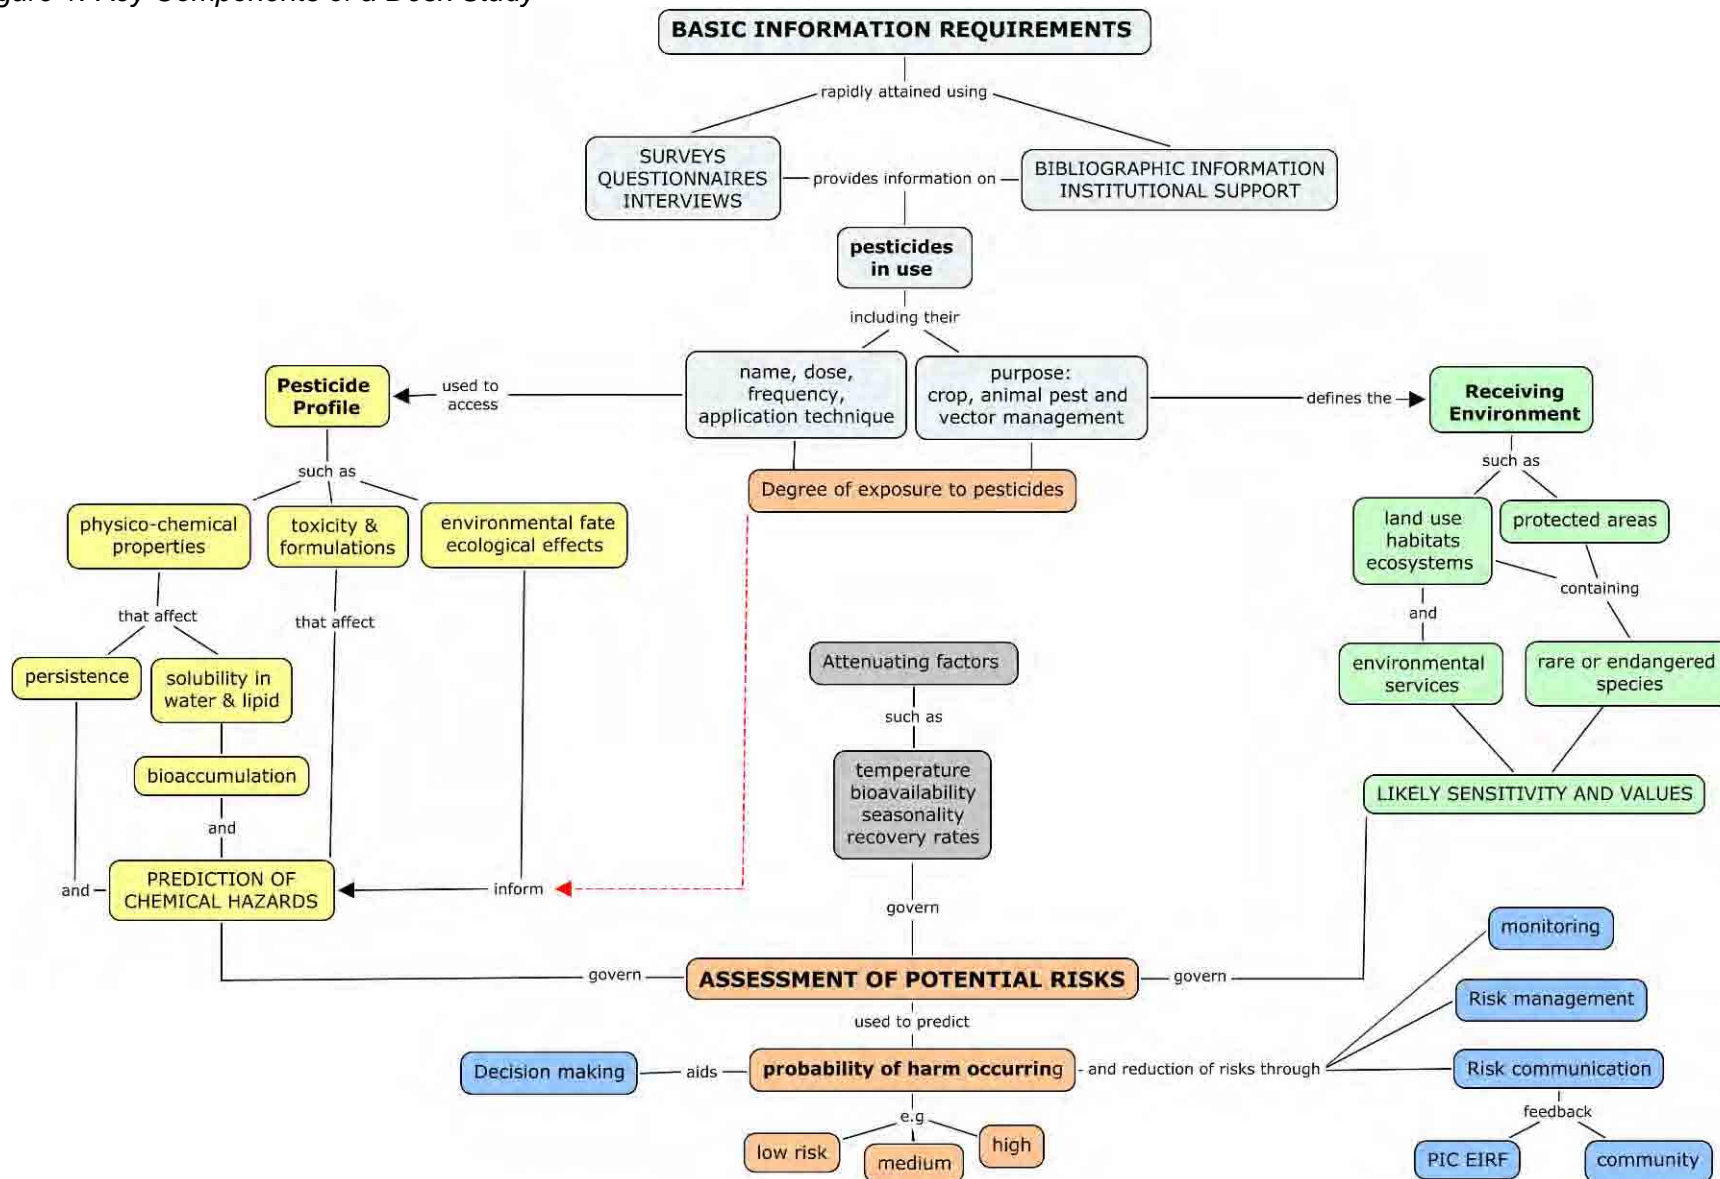 Figure 4: Key Components of a Desk Study
BASIC INFORMATION REQUIREMENTS
rapidly attained using
SURVEYS
QUESTIONNAIRES
INTERVIEWS
provides information on
BIBLIOGRAPHIC INFORMATION
INSTITUTIONAL SUPPORT
pesticides
in use
including their
name, dose,
frequency,
application technique
purpose:
crop, animal pest and
vector management
used to
access
Pesticide
Profile
defines the
Receiving
Environment
Degree of exposure to pesticides
such as
physico-chemical
properties
toxicity &
formulations
environmental fate
ecological effects
such as
land use
habitats
ecosystems
protected areas
that affect
that affect
containing
and
persistence
solubility in
water & lipid
Attenuating factors
environmental
services
rare or endangered
species
such as
bioaccumulation
temperature
bioavailability
seasonality
recovery rates
LIKELY SENSITIVITY AND VALUES
and
and
PREDICTION OF
CHEMICAL HAZARDS
inform
govern
govern
ASSESSMENT OF POTENTIAL RISKS
govern
used to predict
monitoring
Risk management
Decision making
aids
probability of harm occurring
- and reduction of risks through
Risk communication
e.g
low risk
medium
high
feedback
PIC EIRF
community